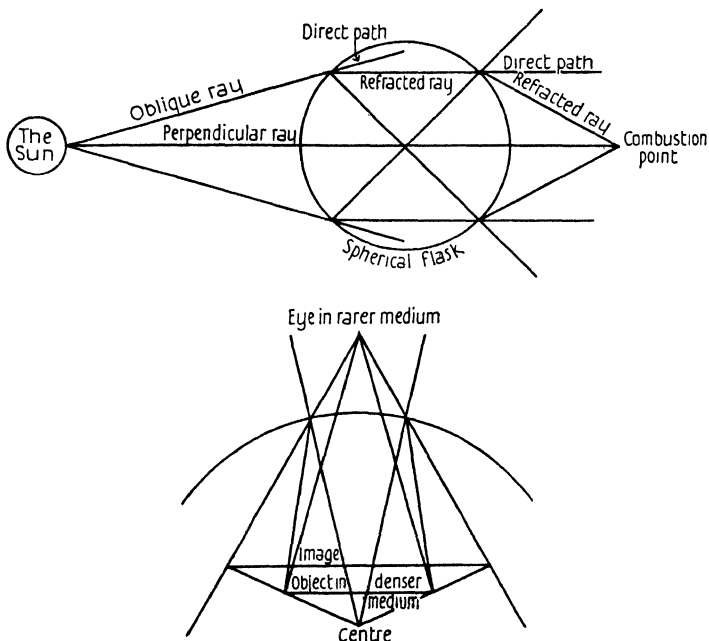 Direct path
Oblique ray
Refracted ray
Direct path
Refracted ray
The
Sun
Perpendicular ray
Combustion
point
Spherical flask
Eye in rarer medium
Image
Object in denser
medium
Centre